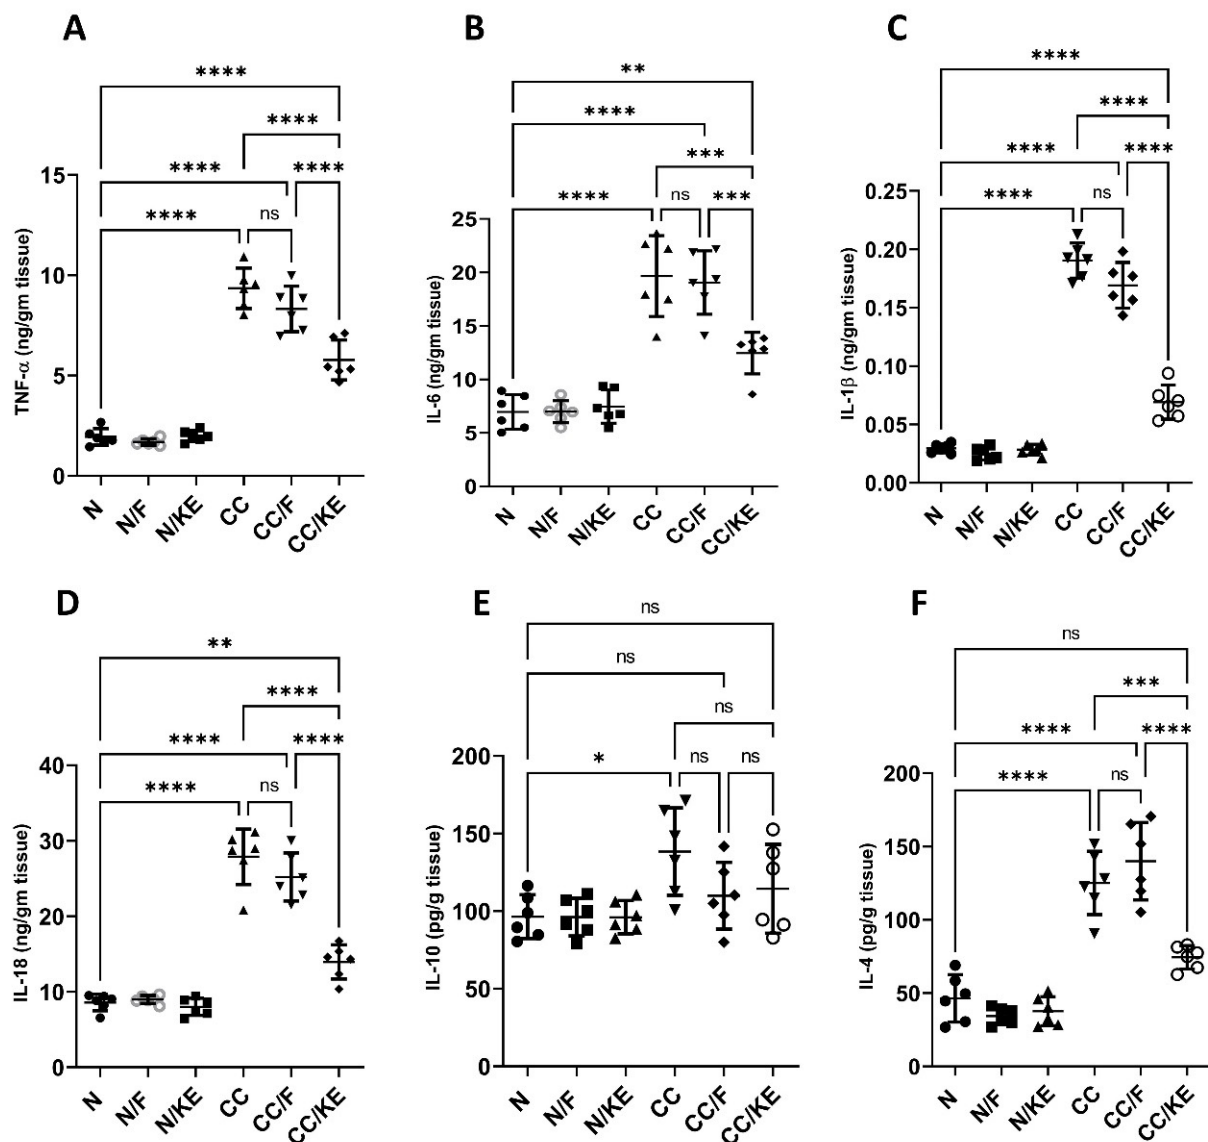 A
****
****
****
****
****
ns
TNF-α (ng/gm tissue)
15
10
5
0
N
N/F
N/KE
CC
CC/F
CC/KE
B
**
****
***
****
ns
***
IL-6 (ng/gm tissue)
25
20
15
10
5
0
N
N/F
N/KE
CC
CC/F
CC/KE
C
****
****
****
****
****
ns
IL-1β (ng/gm tissue)
0.25
0.20
0.15
0.10
0.05
0.00
N
N/F
N/KE
CC
CC/F
CC/KE
D
**
****
****
****
****
ns
IL-18 (ng/gm tissue)
40
30
20
10
0
N
N/F
N/KE
CC
CC/F
CC/KE
E
ns
ns
ns
*
ns
ns
IL-10 (pg/g tissue)
200
150
100
50
0
N
N/F
N/KE
CC
CC/F
CC/KE
F
ns
***
****
****
****
ns
IL-4 (pg/g tissue)
200
150
100
50
0
N
N/F
N/KE
CC
CC/F
CC/KE